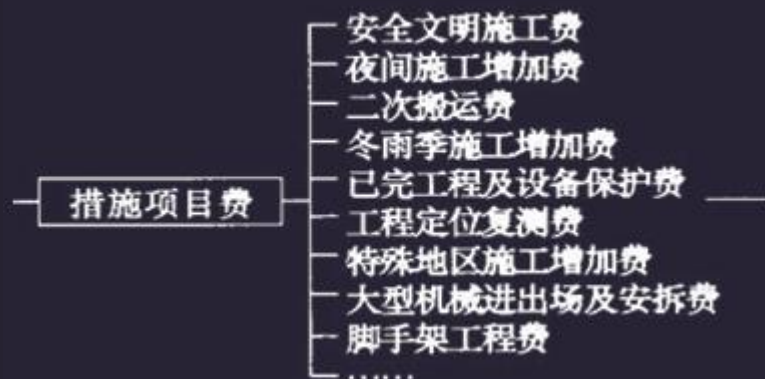 安全文明施工费
夜间施工增加费
二次搬运费
冬雨季施工增加费
已完工程及设备保护费
措施项目费
工程定位复测费
特殊地区施工增加费
大型机械进出场及安拆费
脚手架工程费
……